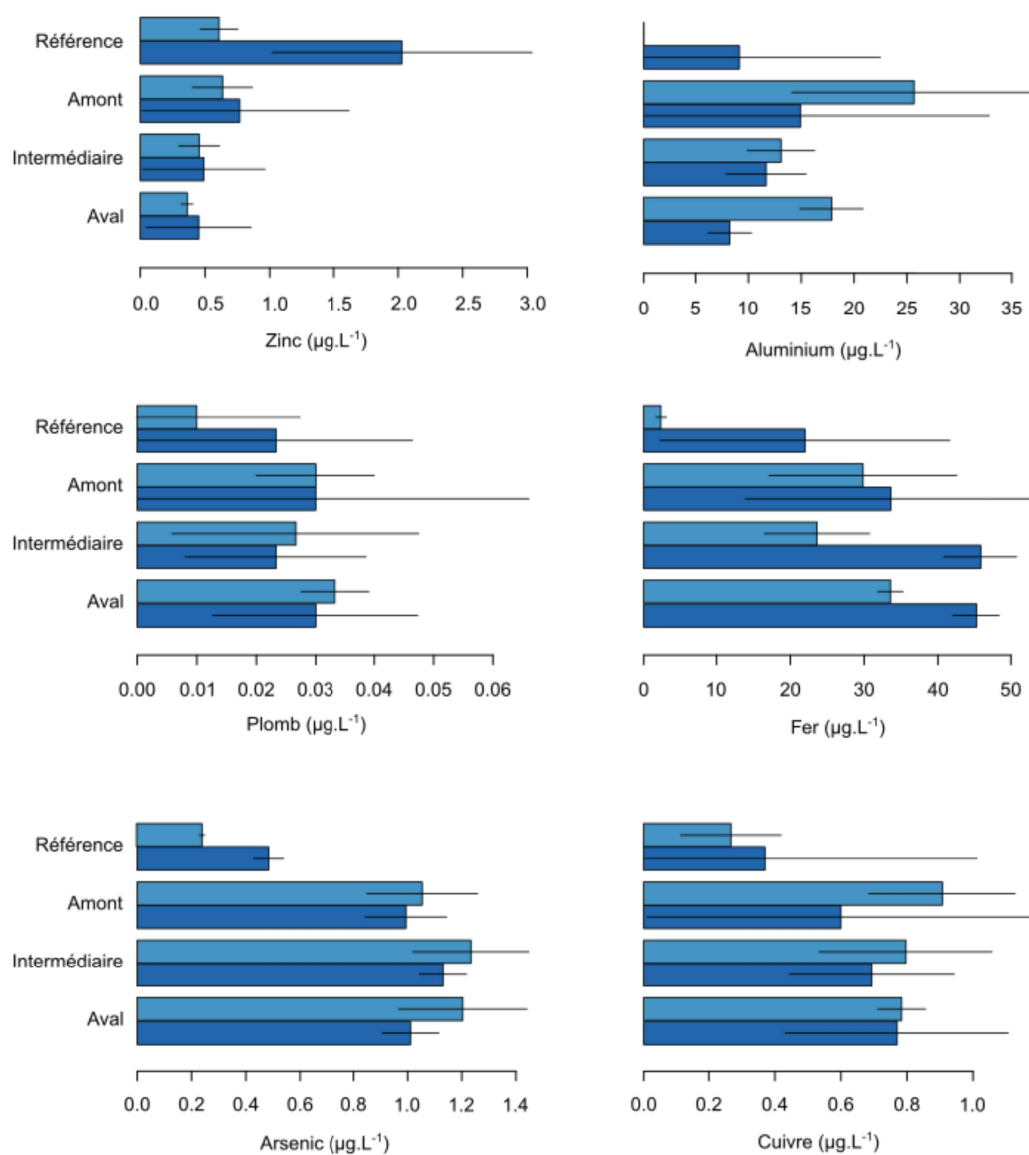 Référence
Amont
Intermédiaire
Aval
0.0 0.5 1.0 1.5 2.0 2.5 3.0
Zinc (µg.L⁻¹)
0 5 10 15 20 25 30 35
Aluminium (µg.L⁻¹)
Référence
Amont
Intermédiaire
Aval
0.00 0.01 0.02 0.03 0.04 0.05 0.06
Plomb (µg.L⁻¹)
0 10 20 30 40 50
Fer (µg.L⁻¹)
Référence
Amont
Intermédiaire
Aval
0.0 0.2 0.4 0.6 0.8 1.0 1.2 1.4
Arsenic (µg.L⁻¹)
0.0 0.2 0.4 0.6 0.8 1.0
Cuivre (µg.L⁻¹)